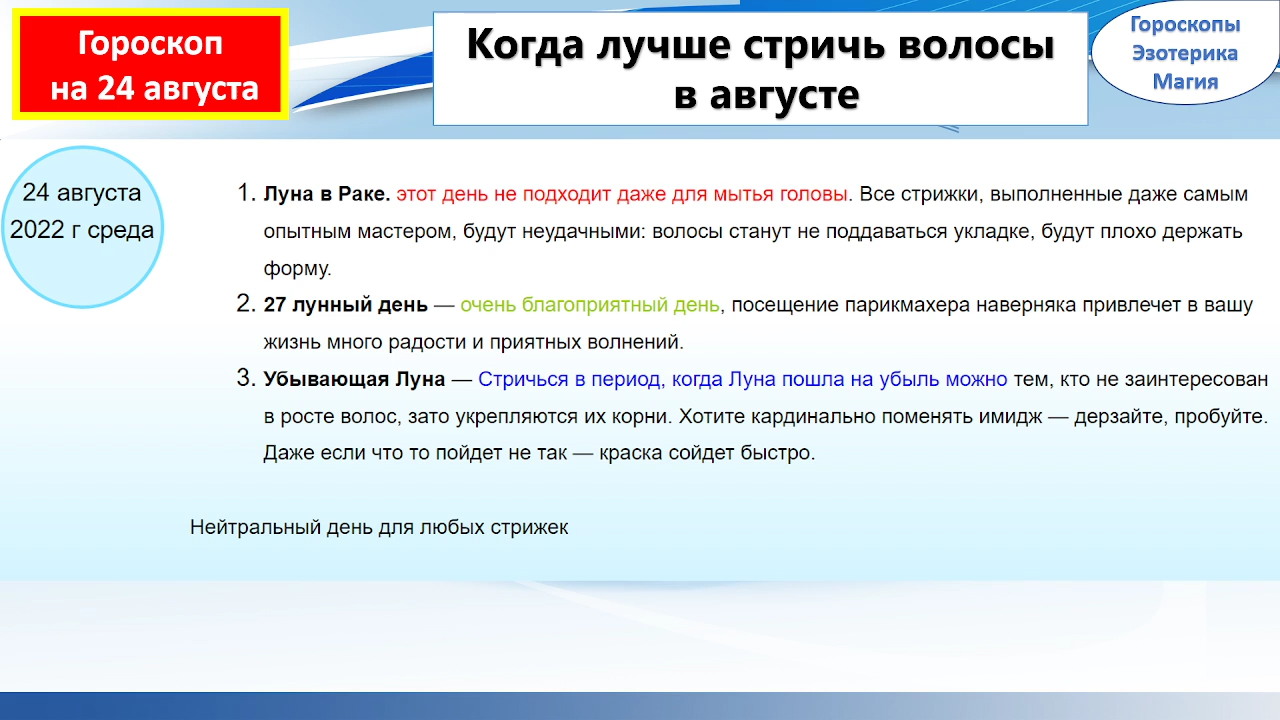 Гороскоп
на 24 августа
Когда лучше стричь волосы
в августе
Гороскопы
Эзотерика
Магия
24 августа
2022 г среда
1. Луна в Раке. этот день не подходит даже для мытья головы. Все стрижки, выполненные даже самым
опытным мастером, будут неудачными: волосы станут не поддаваться укладке, будут плохо держать
форму.
2. 27 лунный день — очень благоприятный день, посещение парикмахера наверняка привлечет в вашу
жизнь много радости и приятных волнений.
3. Убывающая Луна — Стричься в период, когда Луна пошла на убыль можно тем, кто не заинтересован
в росте волос, зато укрепляются их корни. Хотите кардинально поменять имидж — дерзайте, пробуйте.
Даже если что то пойдет не так — краска сойдет быстро.
Нейтральный день для любых стрижек